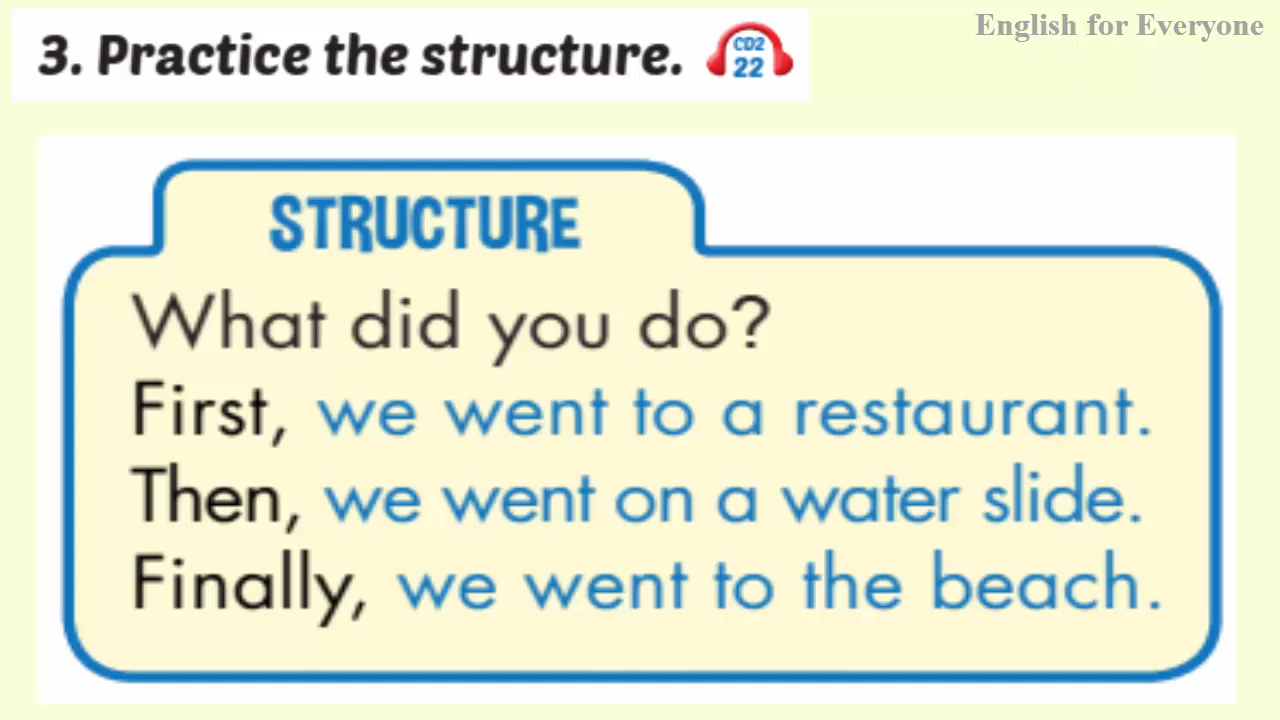 English for Everyone
3. Practice the structure. CD2 22
STRUCTURE
What did you do?
First, we went to a restaurant.
Then, we went on a water slide.
Finally, we went to the beach.